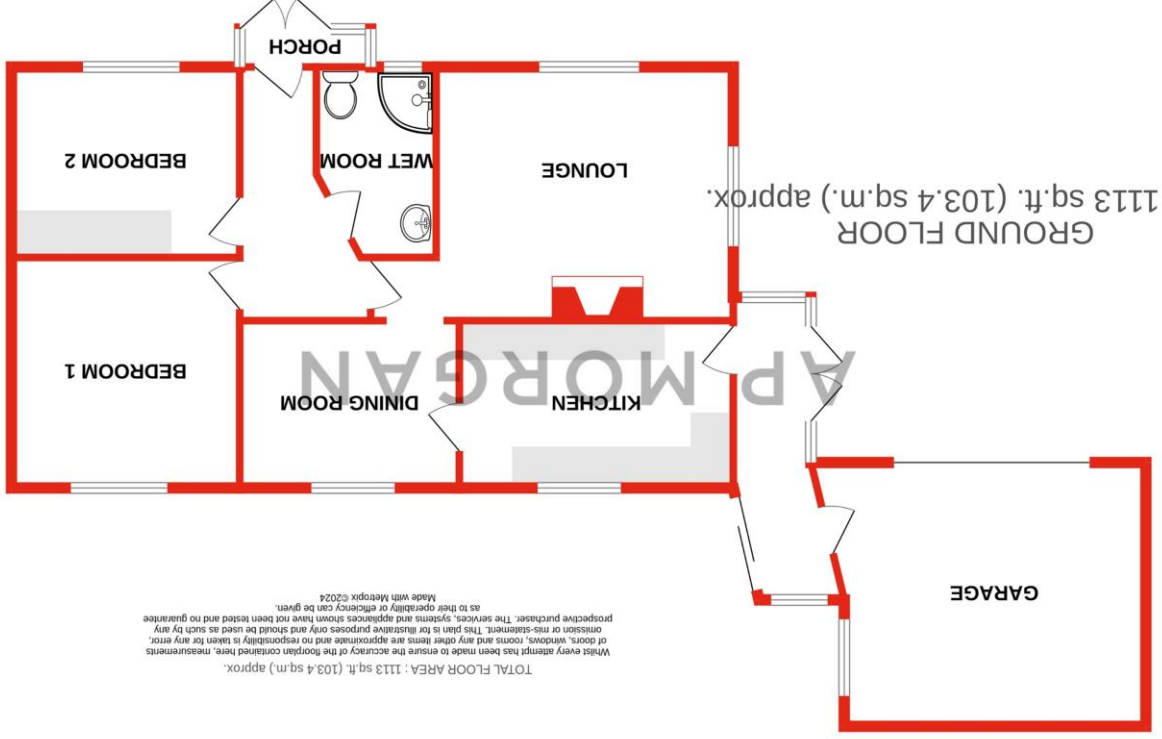 TOTAL FLOOR AREA : 1113 sq.ft. (103.4 sq.m.) approx.
Whilst every attempt has been made to ensure the accuracy of the floorplan contained here, measurements
of doors, windows, rooms and any other items are approximate and no responsibility is taken for any error,
omission or mis-statement. This plan is for illustrative purposes only and should be used as such by any
prospective purchaser. The services, systems and appliances shown have not been tested and no guarantee
as to their operability or efficiency can be given.
Made with Metropix ©2024
GARAGE
KITCHEN
DINING ROOM
AP MORGAN
BEDROOM 1
GROUND FLOOR
1113 sq.ft. (103.4 sq.m.) approx.
LOUNGE
WET ROOM
BEDROOM 2
PORCH